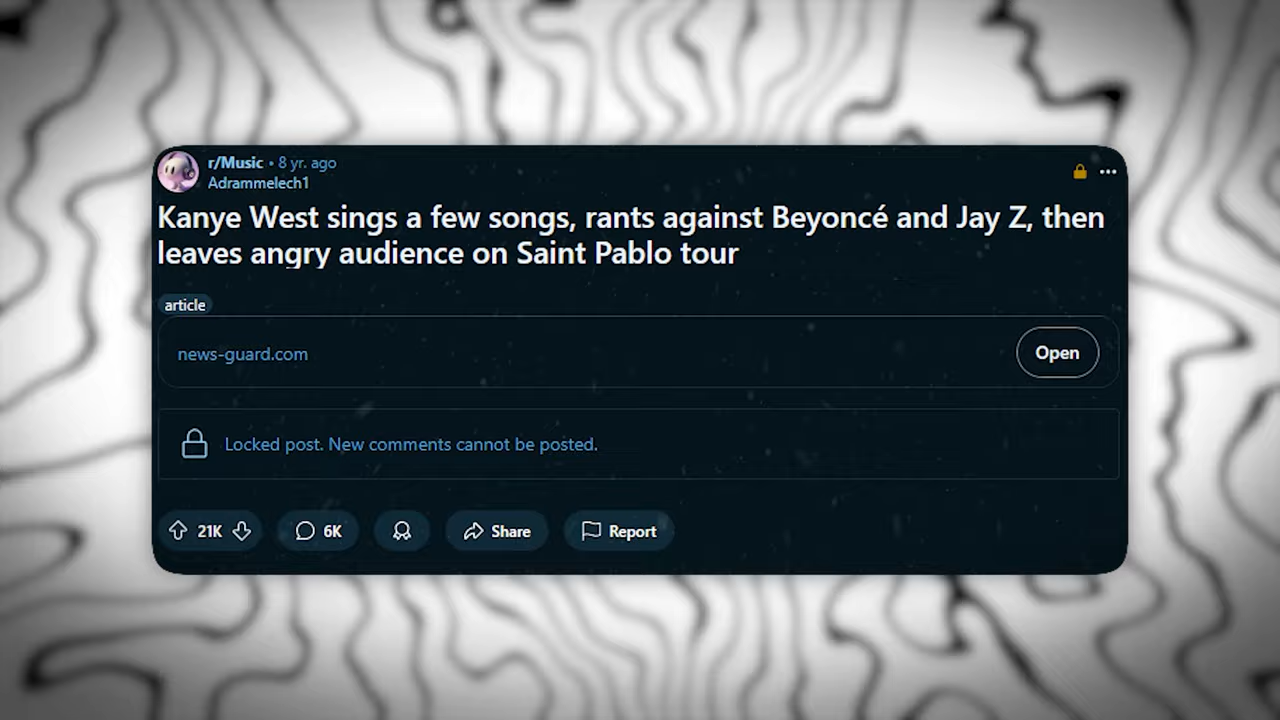 r/Music • 8 yr. ago
Adrammelech1
Kanye West sings a few songs, rants against Beyoncé and Jay Z, then
leaves angry audience on Saint Pablo tour
article
news-guard.com
Open
Locked post. New comments cannot be posted.
21K 6K Share Report